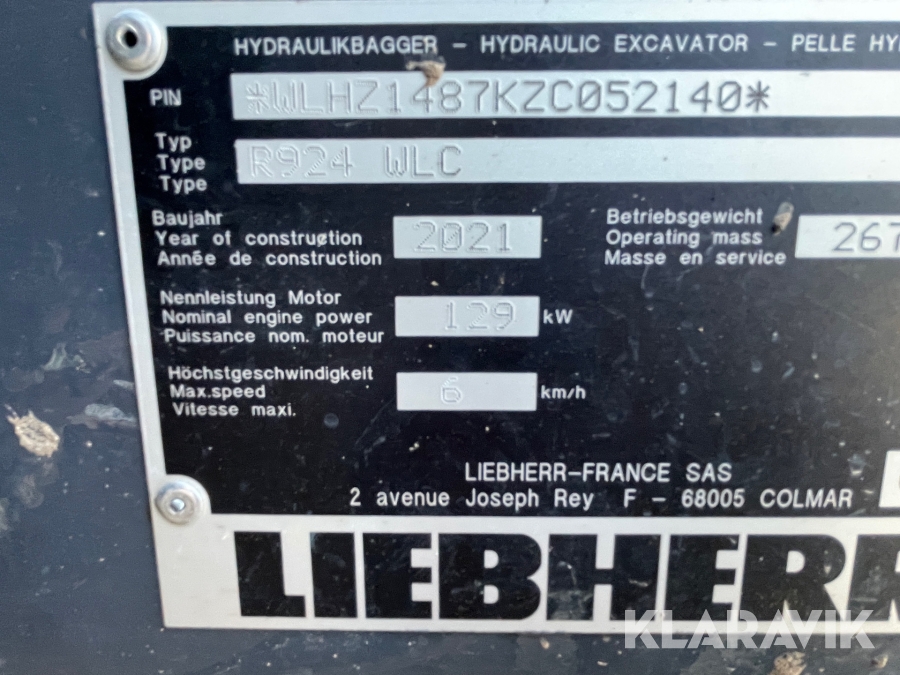 HYDRAULIKBAGGER - HYDRAULIC EXCAVATOR - PELLE HY
PIN *WLHZ1487KZC052140*
Typ
Type R924 WLC
Type
Baujahr
Year of construction 2021
Année de construction
Betriebsgewicht
Operating mass 267
Masse en service
Nennleistung Motor
Nominal engine power 129 kW
Puissance nom. moteur
Höchstgeschwindigkeit
Max.speed 6 km/h
Vitesse maxi.
LIEBHERR-FRANCE SAS
2 avenue Joseph Rey F - 68005 COLMAR
LIEBHERR
KLARAVIK